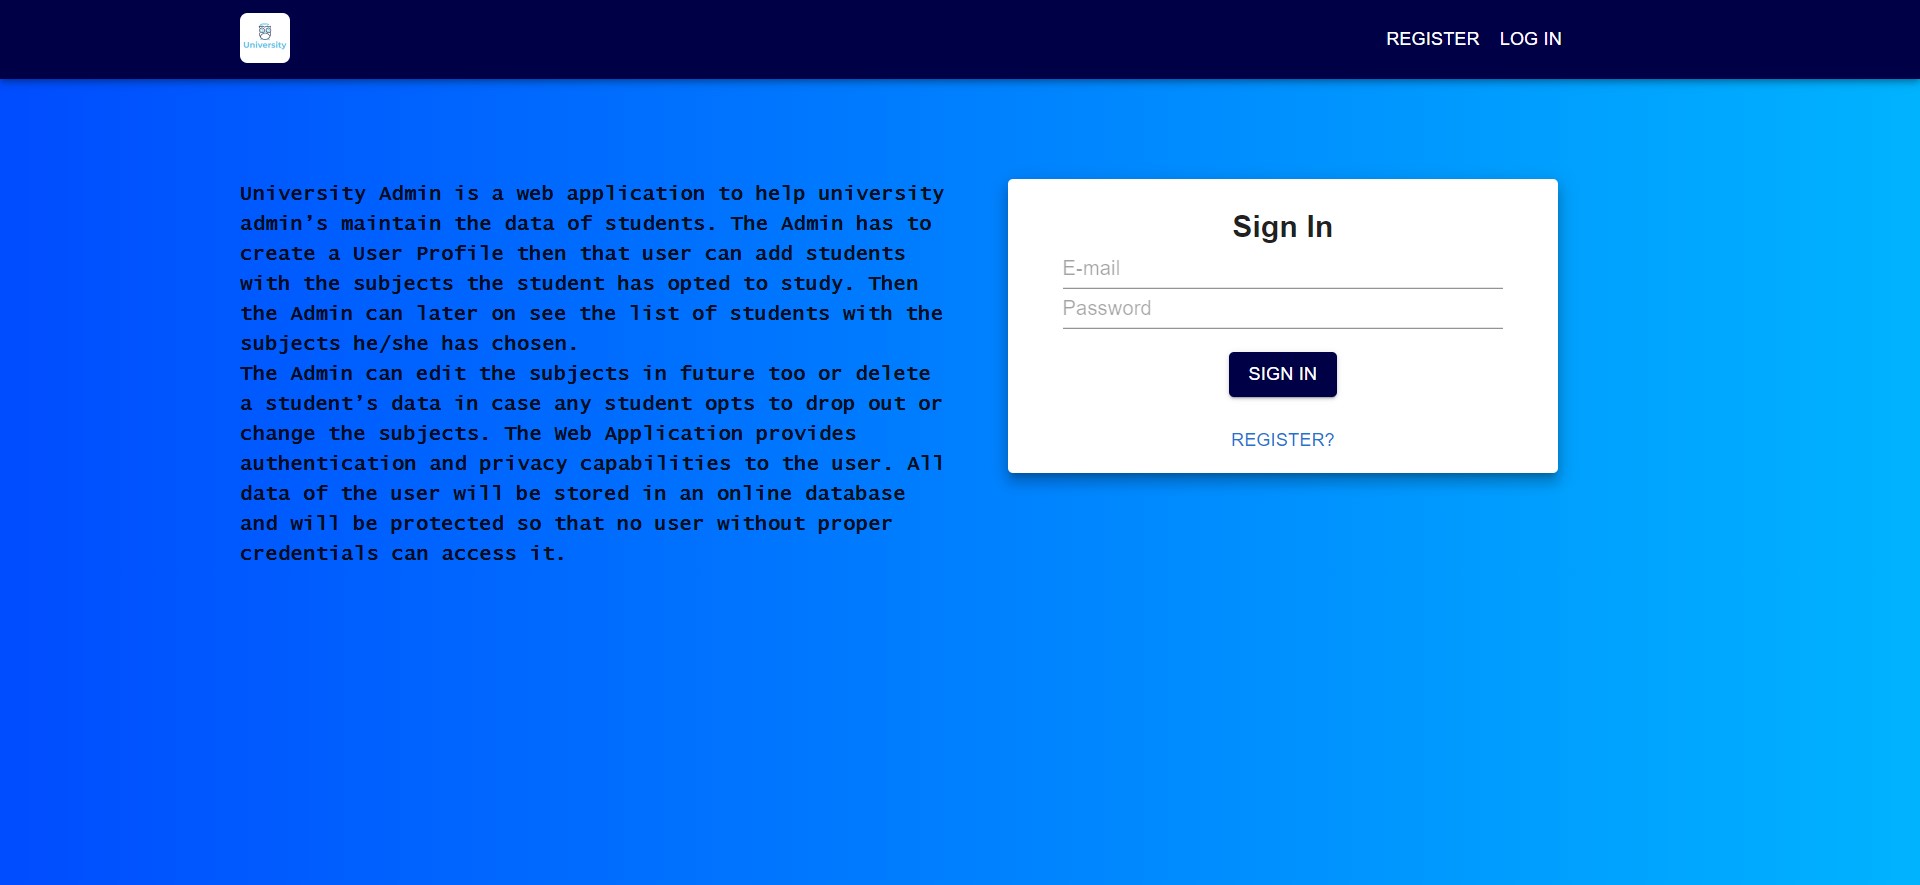 University
REGISTER LOG IN
University Admin is a web application to help university
admin’s maintain the data of students. The Admin has to
create a User Profile then that user can add students
with the subjects the student has opted to study. Then
the Admin can later on see the list of students with the
subjects he/she has chosen.
The Admin can edit the subjects in future too or delete
a student’s data in case any student opts to drop out or
change the subjects. The Web Application provides
authentication and privacy capabilities to the user. All
data of the user will be stored in an online database
and will be protected so that no user without proper
credentials can access it.
Sign In
E-mail
Password
SIGN IN
REGISTER?